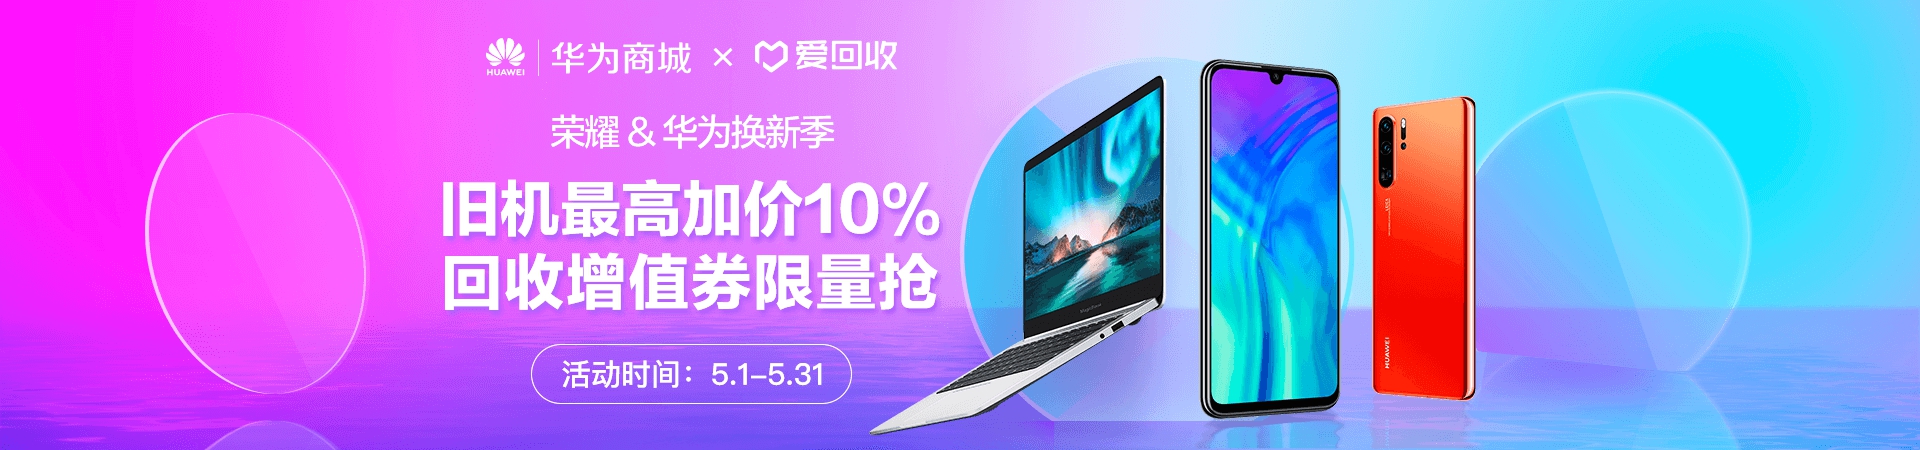 HUAWEI 华为商城 × 爱回收
荣耀 & 华为换新季
旧机最高加价10%
回收增值券限量抢
活动时间：5.1-5.31
MagicBook
HUAWEI